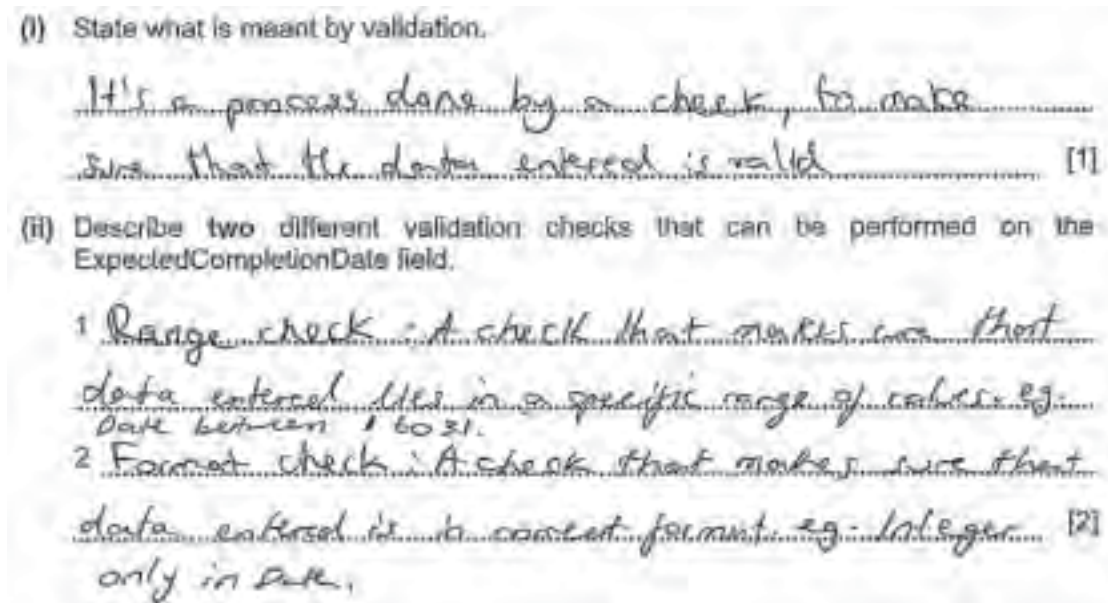 (i) State what is meant by validation.
It's a process done by a check, to make
sure that the data entered is valid [1]
(ii) Describe two different validation checks that can be performed on the
ExpectedCompletionDate field.
1 Range check : A check that makes sure that
data entered lies in a specific range of values. eg.
Date between 1 to 31.
2 Format check : A check that makes sure that
data entered is in correct format. eg. Integer [2]
only in Date.